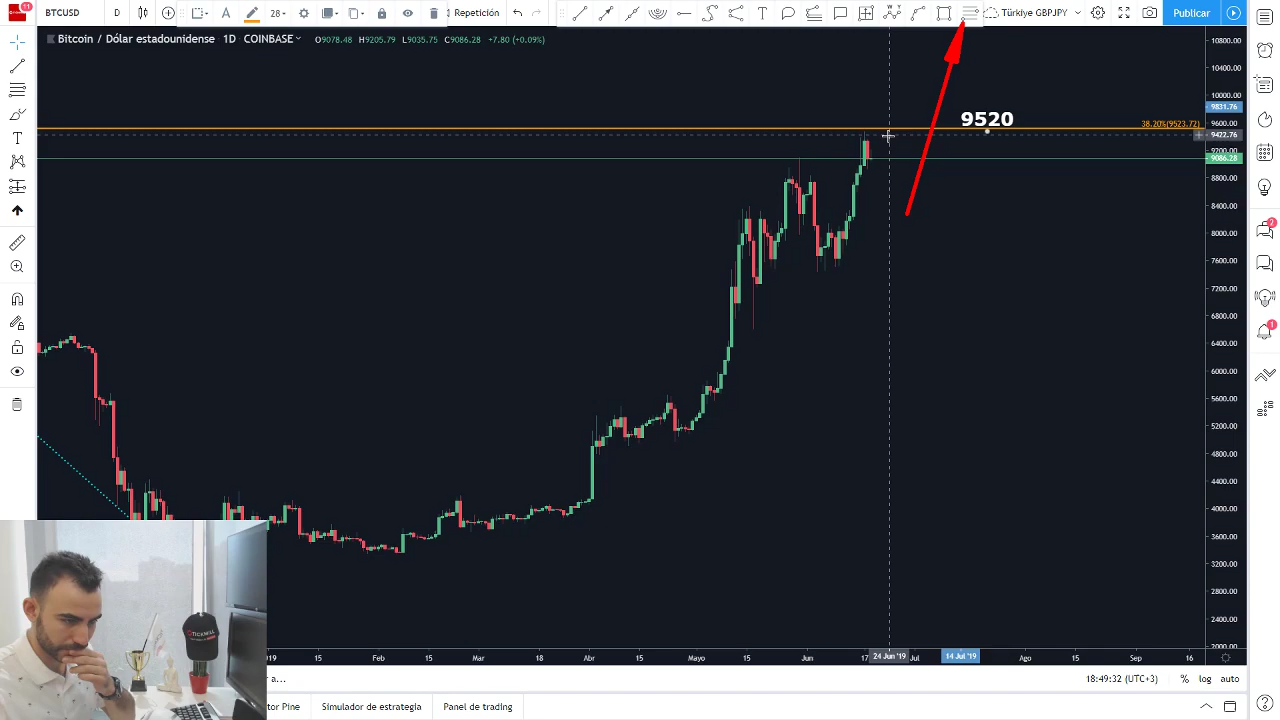 11
BTCUSD
D
28
Repetición
Türkiye GBPJPY
Publicar
Bitcoin / Dólar estadounidense 1D COINBASE
O9078.48 H9205.79 L9035.75 C9086.28 +7.80 (+0.09%)
10800.00
10400.00
10000.00
9831.76
9520
38.20%(9523.72)
9600.00
9422.76
9200.00
9086.28
8800.00
8400.00
8000.00
7600.00
7200.00
6800.00
6400.00
6000.00
5600.00
5200.00
4800.00
4400.00
4000.00
3600.00
3200.00
2800.00
2400.00
2000.00
2
1
TICKMILL
019 15 Feb 15 Mar 18 Abr 15 Mayo 15 Jun 17 24 Jun '19 Jul 14 Jul '19 Ago 15 Sep 16
r a...
18:49:32 (UTC+3) % log auto
tor Pine Simulador de estrategia Panel de trading